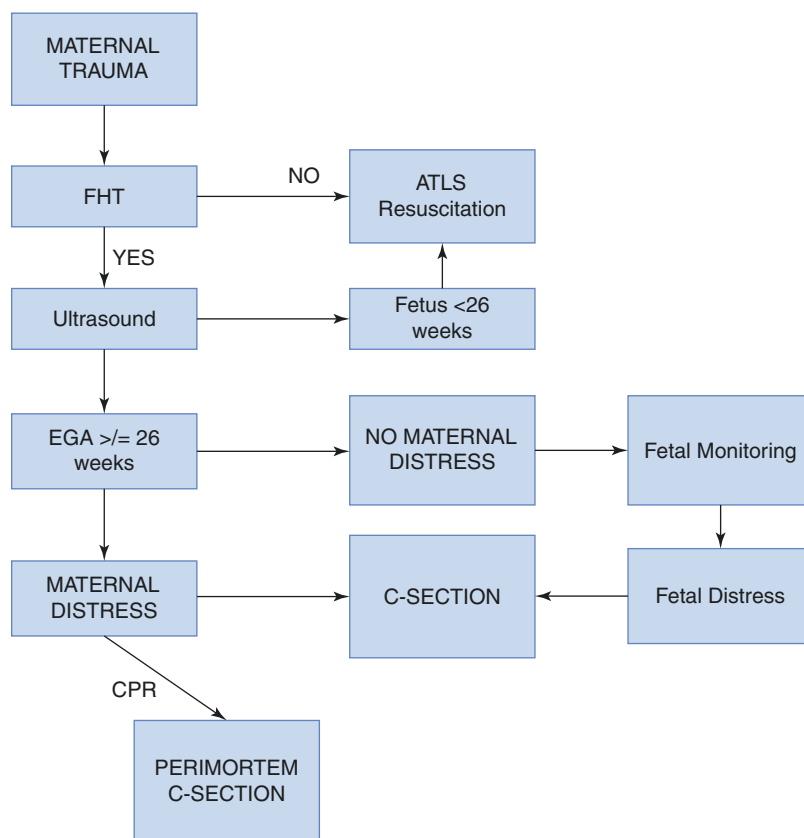 MATERNAL
TRAUMA
FHT
NO
ATLS
Resuscitation
YES
Ultrasound
Fetus <26
weeks
EGA >/= 26
weeks
NO MATERNAL
DISTRESS
Fetal Monitoring
MATERNAL
DISTRESS
C-SECTION
Fetal Distress
CPR
PERIMORTEM
C-SECTION